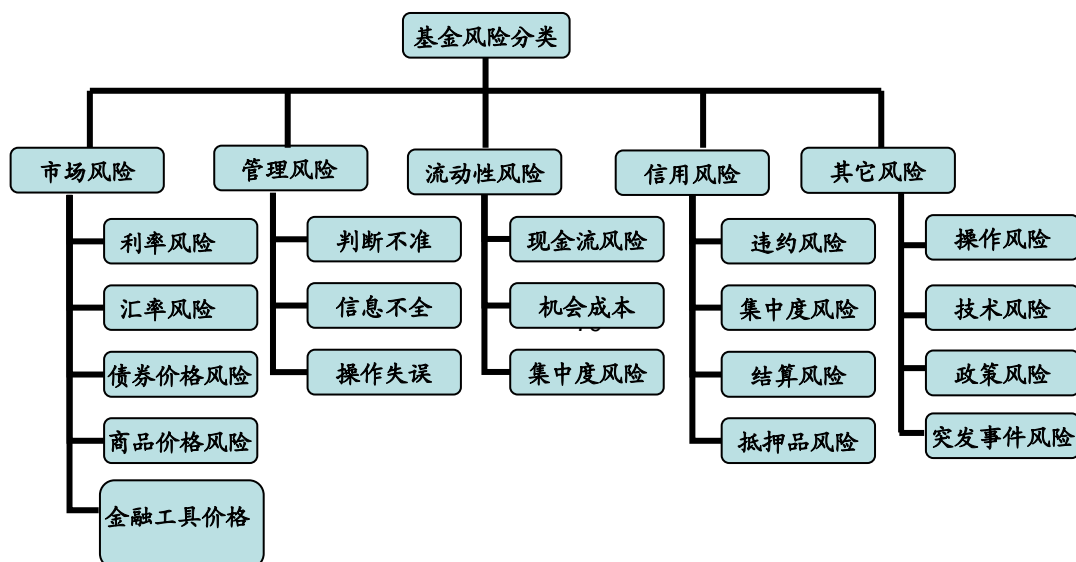 基金风险分类
市场风险
管理风险
流动性风险
信用风险
其它风险
利率风险
汇率风险
债券价格风险
商品价格风险
金融工具价格
判断不准
信息不全
操作失误
现金流风险
机会成本
集中度风险
违约风险
集中度风险
结算风险
抵押品风险
操作风险
技术风险
政策风险
突发事件风险